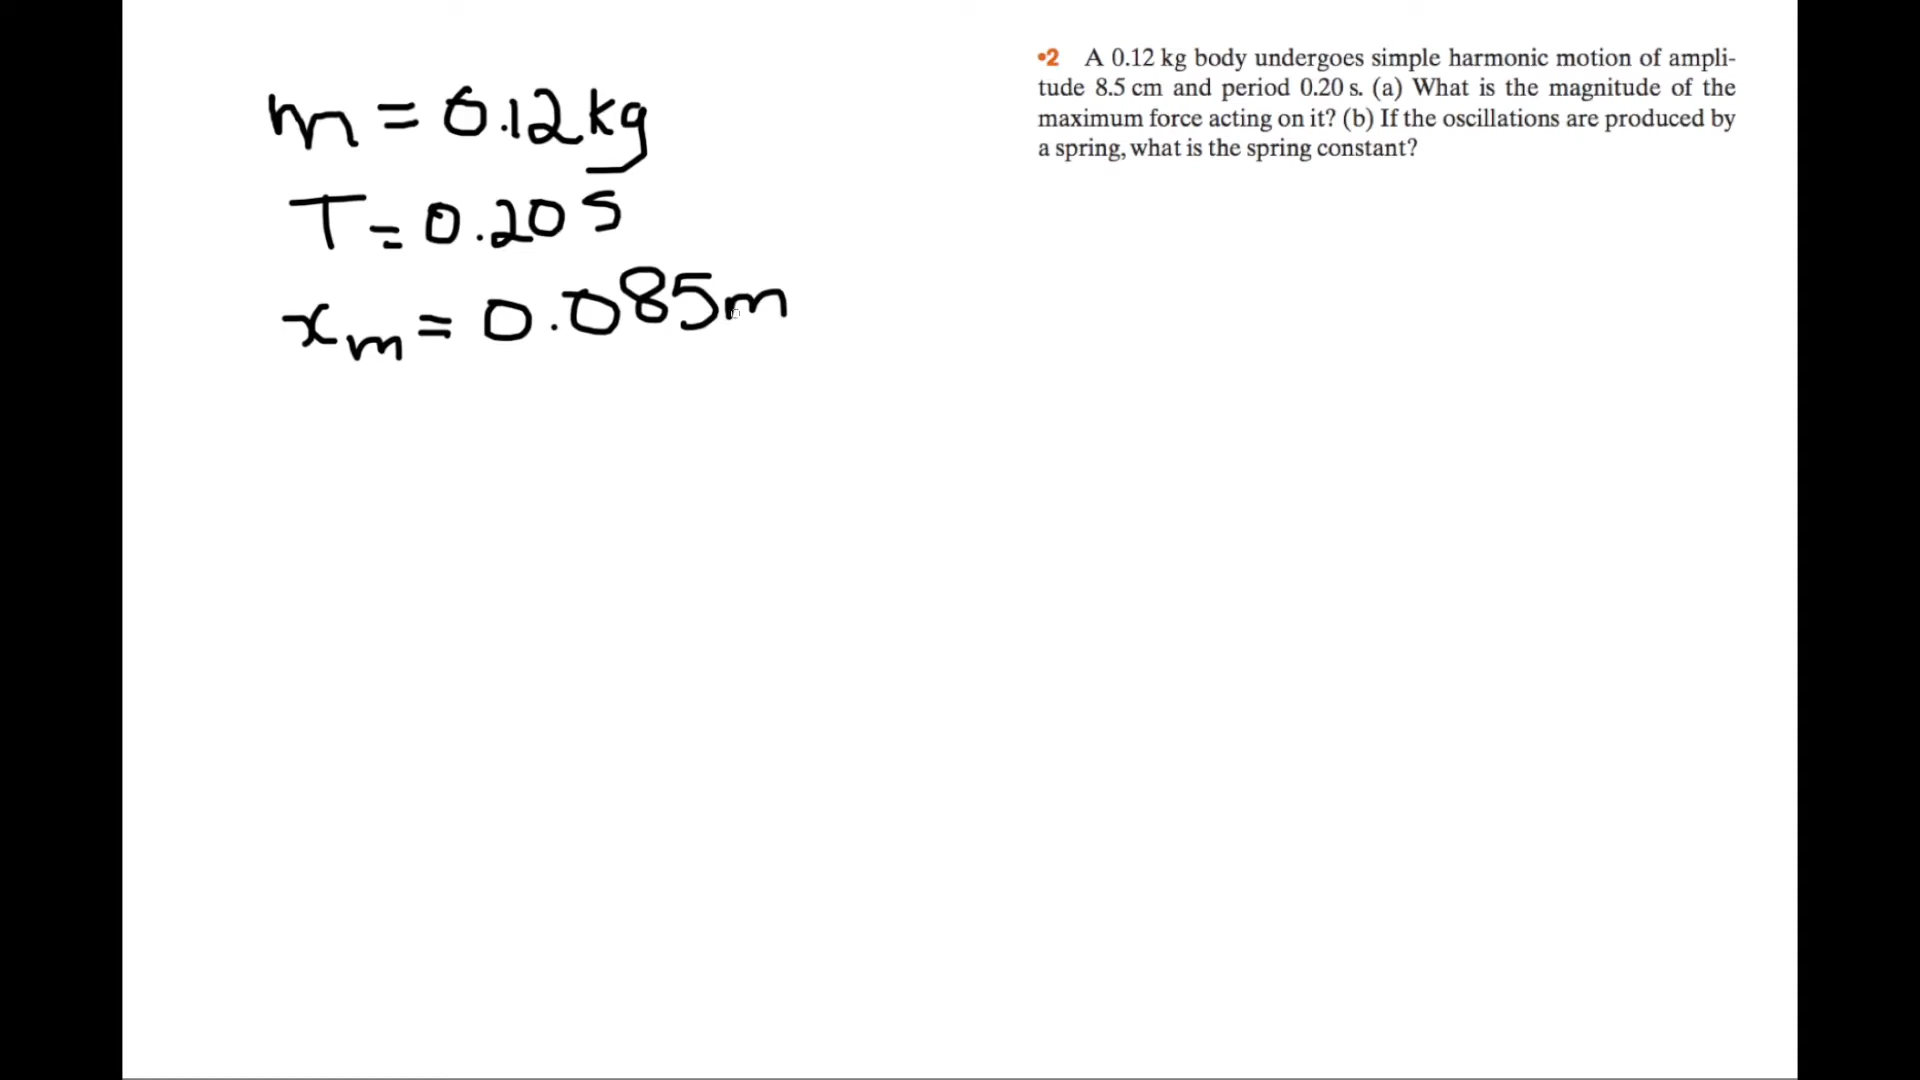 m = 0.12kg
T = 0.20 s
xm = 0.085m
•2 A 0.12 kg body undergoes simple harmonic motion of ampli-
tude 8.5 cm and period 0.20 s. (a) What is the magnitude of the
maximum force acting on it? (b) If the oscillations are produced by
a spring, what is the spring constant?